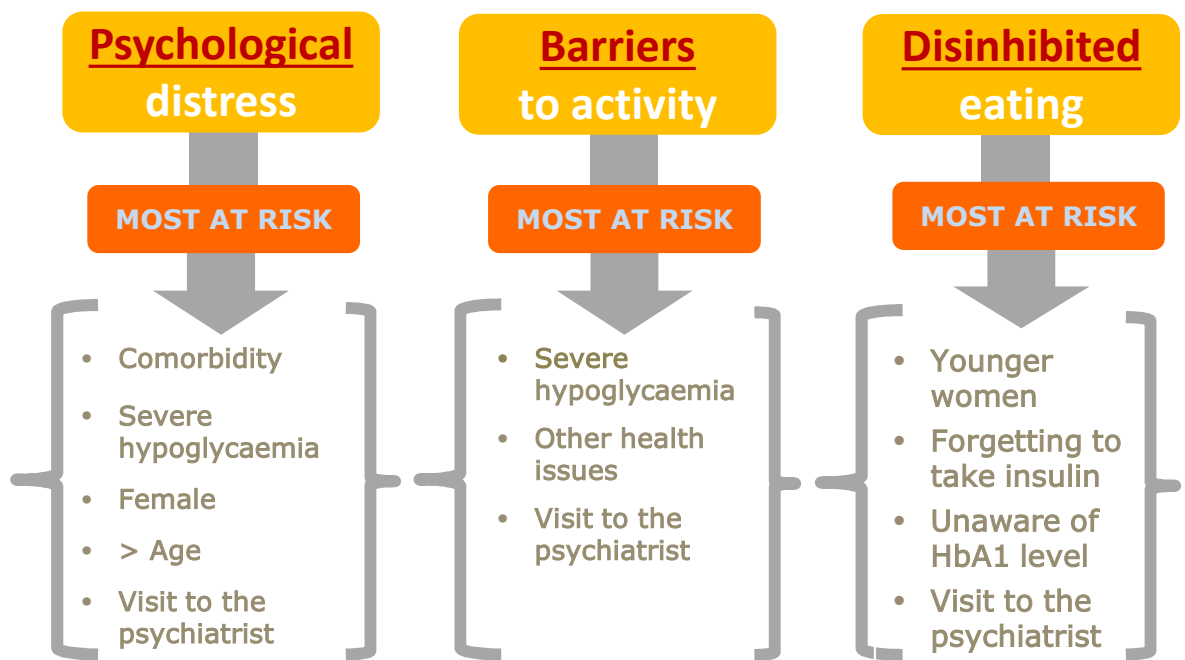 Psychological
distress
MOST AT RISK
• Comorbidity
• Severe
hypoglycaemia
• Female
• > Age
• Visit to the
psychiatrist
Barriers
to activity
MOST AT RISK
• Severe
hypoglycaemia
• Other health
issues
• Visit to the
psychiatrist
Disinhibited
eating
MOST AT RISK
• Younger
women
• Forgetting to
take insulin
• Unaware of
HbA1 level
• Visit to the
psychiatrist